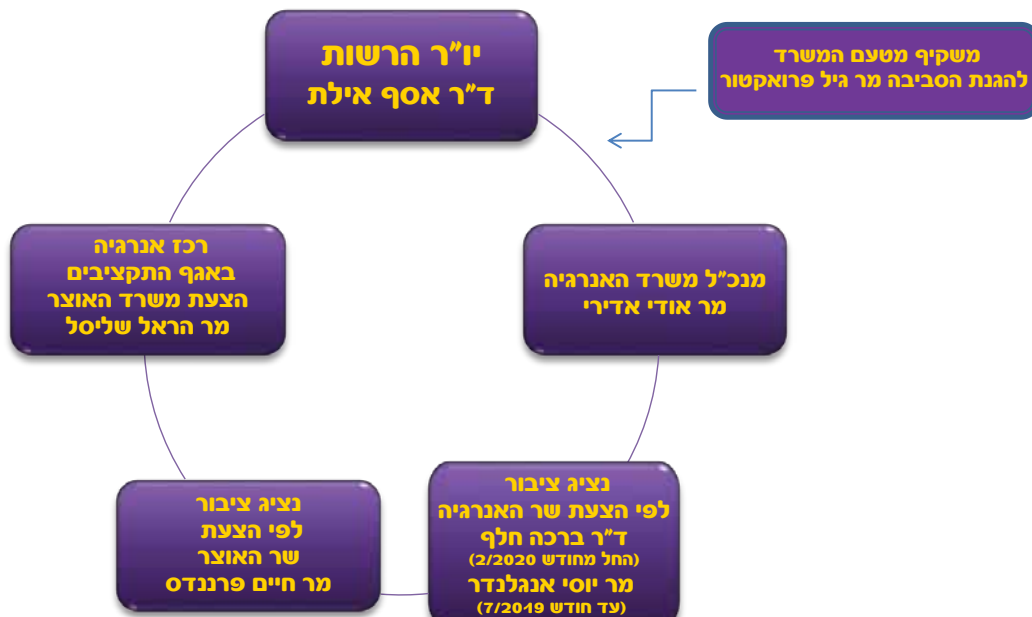 יו"ר הרשות
ד"ר אסף אילת
משקיף מטעם המשרד
להגנת הסביבה מר גיל פרואקטור
מנכ"ל משרד האנרגיה
מר אודי אדירי
רכז אנרגיה
באגף התקציבים
הצעת משרד האוצר
מר הראל שליסל
נציג ציבור
לפי הצעת שר האנרגיה
ד"ר ברכה חלף
(החל מחודש 2/2020)
מר יוסי אנגלנדר
(עד חודש 7/2019)
נציג ציבור
לפי הצעת
שר האוצר
מר חיים פרננדס